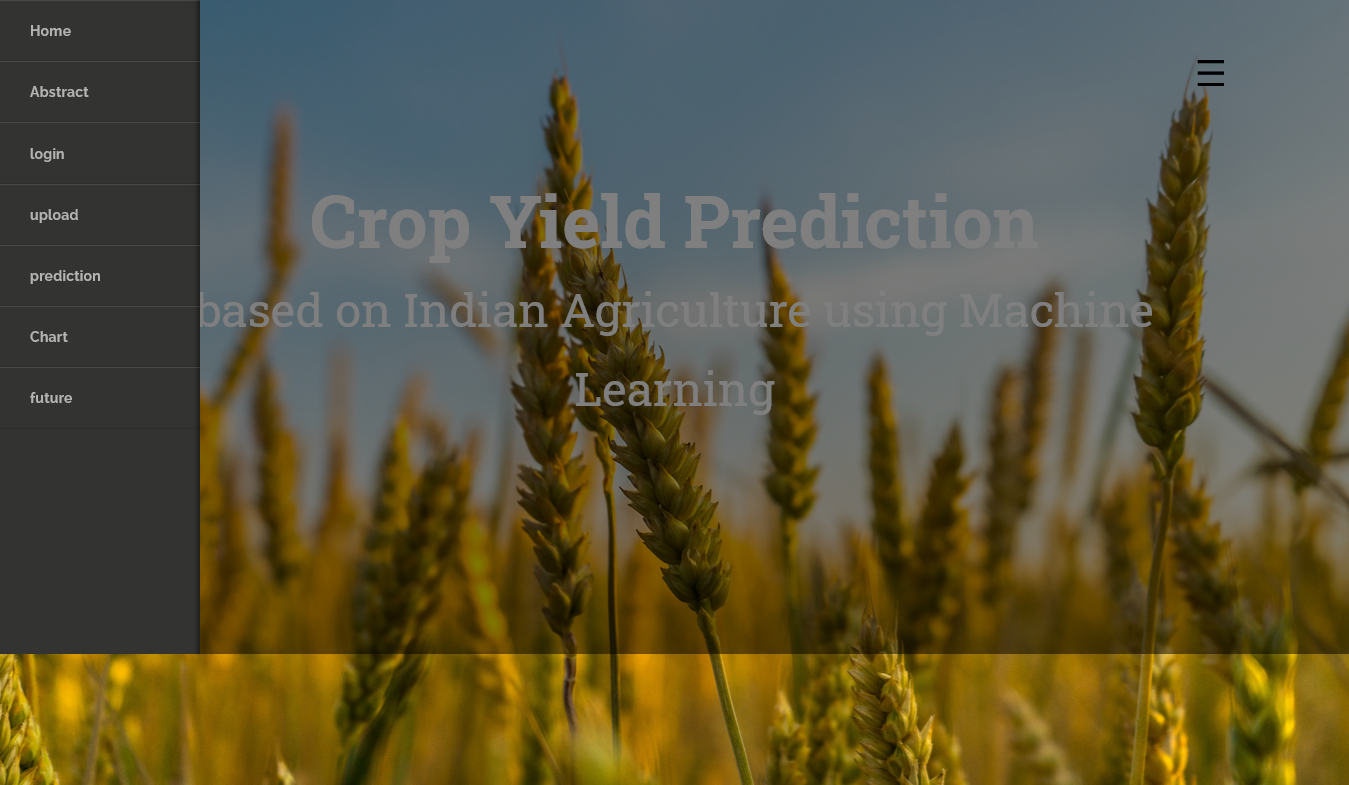 Home
Abstract
login
upload
prediction
Chart
future
Crop Yield Prediction
based on Indian Agriculture using Machine
Learning